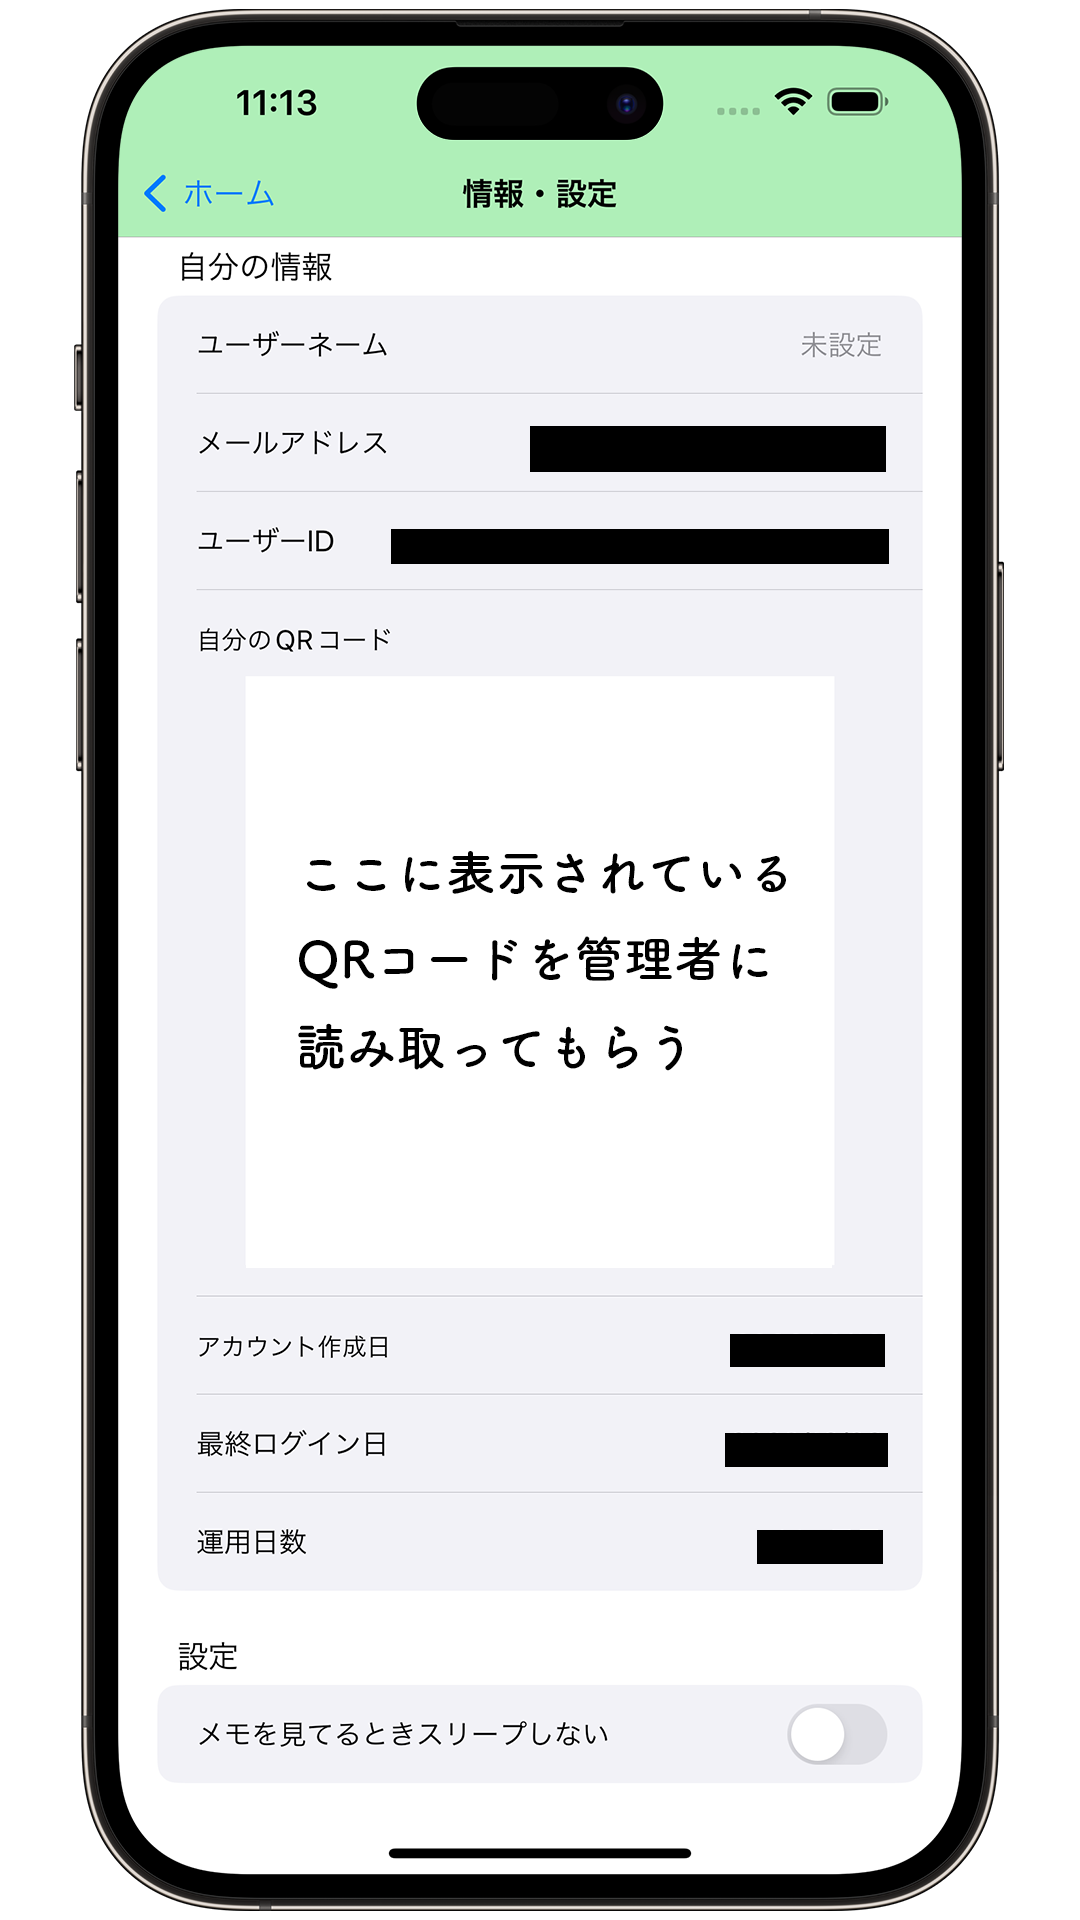 11:13
ホーム
情報・設定
自分の情報
ユーザーネーム 未設定
メールアドレス
ユーザーID
自分のQRコード
ここに表示されている
QRコードを管理者に
読み取ってもらう
アカウント作成日
最終ログイン日
運用日数
設定
メモを見てるときスリープしない